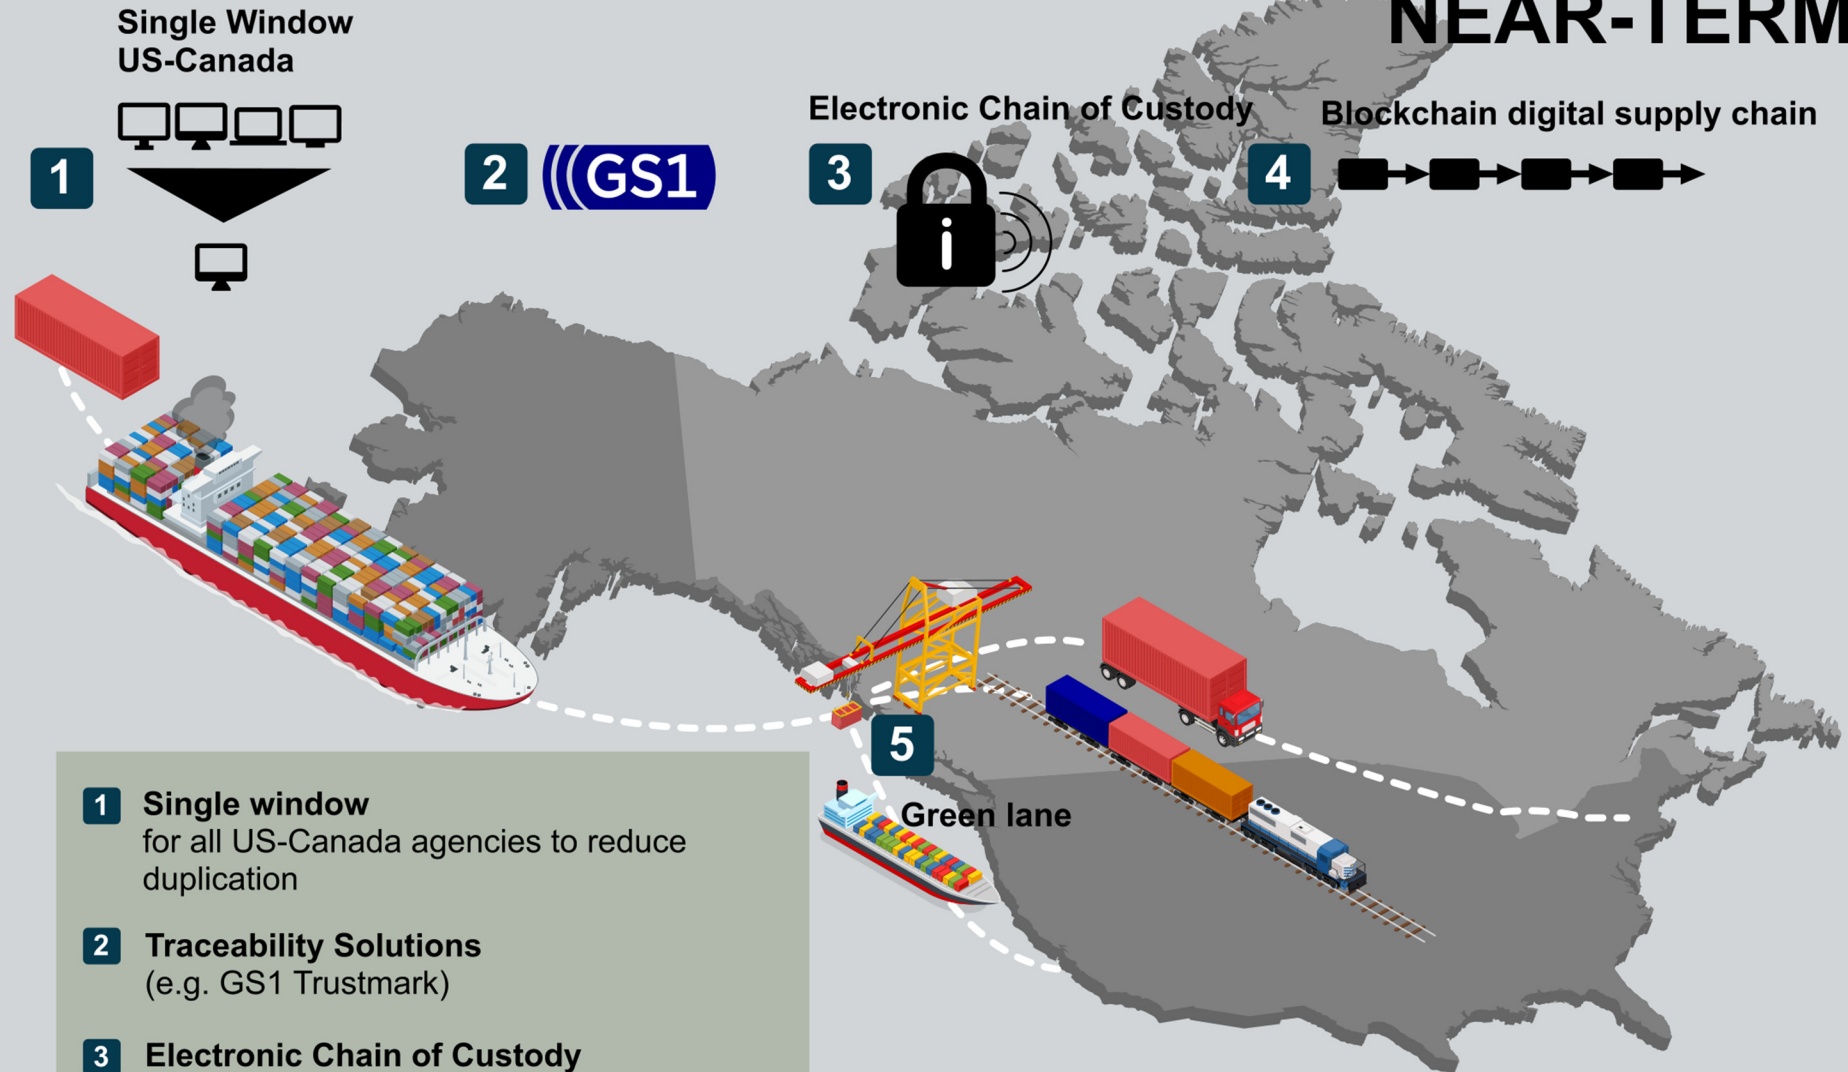 NEAR-TERM
Single Window
US-Canada
1
2
GS1
Electronic Chain of Custody
3
i
Blockchain digital supply chain
4
5
Green lane
1 Single window
for all US-Canada agencies to reduce
duplication
2 Traceability Solutions
(e.g. GS1 Trustmark)
3 Electronic Chain of Custody